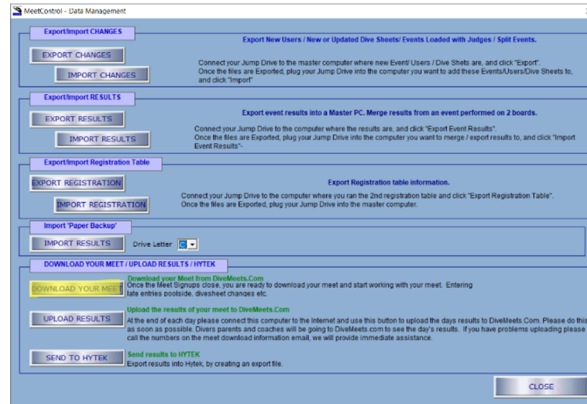 MeetControl - Data Management
Export/Import CHANGES
Export New Users / New or Updated Dive Sheets/ Events Loaded with Judges / Split Events.
EXPORT CHANGES
IMPORT CHANGES
Connect your Jump Drive to the master computer where new Event/ Users / Dive Shets are, and click "Export".
Once the files are Exported, plug your Jump Drive into the computer you want to add these Events/Users/Dive Sheets to,
and click "Import"
Export/Import RESULTS
Export event results into a Master PC. Merge results from an event performed on 2 boards.
EXPORT RESULTS
IMPORT RESULTS
Connect your Jump Drive to the computer where the results are, and click "Export Event Results".
Once the files are Exported, plug your Jump Drive into the computer you want to merge / export results to, and click "Import
Event Results"-
Export/Import Registration Table
EXPORT REGISTRATION
Export Registration table information.
IMPORT REGISTRATION
Connect your Jump Drive to the computer where you ran the 2nd registration table and click "Export Registration Table".
Once the files are Exported, plug your Jump Drive into the master computer.
Import 'Paper Backup'
IMPORT RESULTS
Drive Letter
DOWNLOAD YOUR MEET / UPLOAD RESULTS / HYTEK
Download your Meet from DiveMeets.Com
DOWNLOAD YOUR MEET
Once the Meet Signups close, you are ready to download your meet and start working with your meet. Entering
late entries poolside, divesheet changes etc.
Upload the results of your meet to DiveMeets.Com
UPLOAD RESULTS
At the end of each day please connect this computer to the Internet and use this button to upload the days results to DiveMeets.Com. Please do this
as soon as possible. Divers parents and coaches will be going to DiveMeets.com to see the day's results. If you have problems uploading please
call the numbers on the meet download information email, we will provide immediate assistance.
SEND TO HYTEK
Send results to HYTEK
Export results into Hytek, by creating an export file.
CLOSE